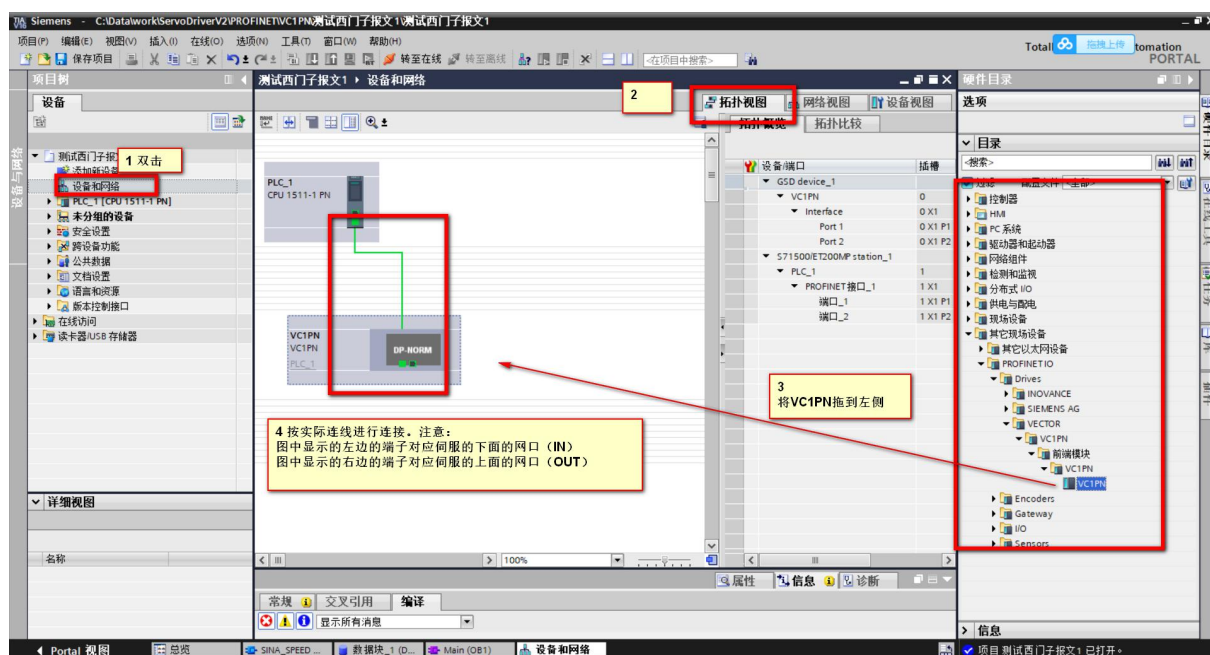 Siemens - C:\Data\work\ServoDriverV2\PROFINET\VC1PN\测试西门子报文1\测试西门子报文1
项目(P) 编辑(E) 视图(V) 插入(I) 在线(O) 选项(N) 工具(T) 窗口(W) 帮助(H)
Totall 拖拽上传 tomation
PORTAL
保存项目 转至在线 转至离线 <在项目中搜索>
项目树
设备
设备与网络
测试西门子报
添加新设备
1 双击
设备和网络
PLC_1 [CPU 1511-1 PN]
未分组的设备
安全设置
跨设备功能
公共数据
文档设置
语言和资源
版本控制接口
在线访问
读卡器/USB 存储器
详细视图
名称
测试西门子报文1 ▸ 设备和网络
2
拓扑视图 网络视图 设备视图
拓扑概览 拓扑比较
PLC_1
CPU 1511-1 PN
VC1PN
VC1PN
PLC_1
DP-NORM
4 按实际连线进行连接。注意:
图中显示的左边的端子对应伺服的下面的网口(IN)
图中显示的右边的端子对应伺服的上面的网口(OUT)
设备/端口 插槽
GSD device_1
VC1PN 0
Interface 0 X1
Port 1 0 X1 P1
Port 2 0 X1 P2
S71500/ET200MP station_1
PLC_1 1
PROFINET接口_1 1 X1
端口_1 1 X1 P1
端口_2 1 X1 P2
3
将VC1PN拖到左侧
100%
属性 信息 诊断
常规 交叉引用 编译
显示所有消息
硬件目录
选项
目录
<搜索>
过滤 配置文件 <全部>
控制器
HMI
PC 系统
驱动器和起动器
网络组件
检测和监视
分布式 I/O
供电与配电
现场设备
其它现场设备
其它以太网设备
PROFINET IO
Drives
INOVANCE
SIEMENS AG
VECTOR
VC1PN
前端模块
VC1PN
VC1PN
Encoders
Gateway
I/O
Sensors
信息
Portal 视图 总览 SINA_SPEED ... 数据块_1 (D... Main (OB1) 设备和网络 项目 测试西门子报文1 已打开。